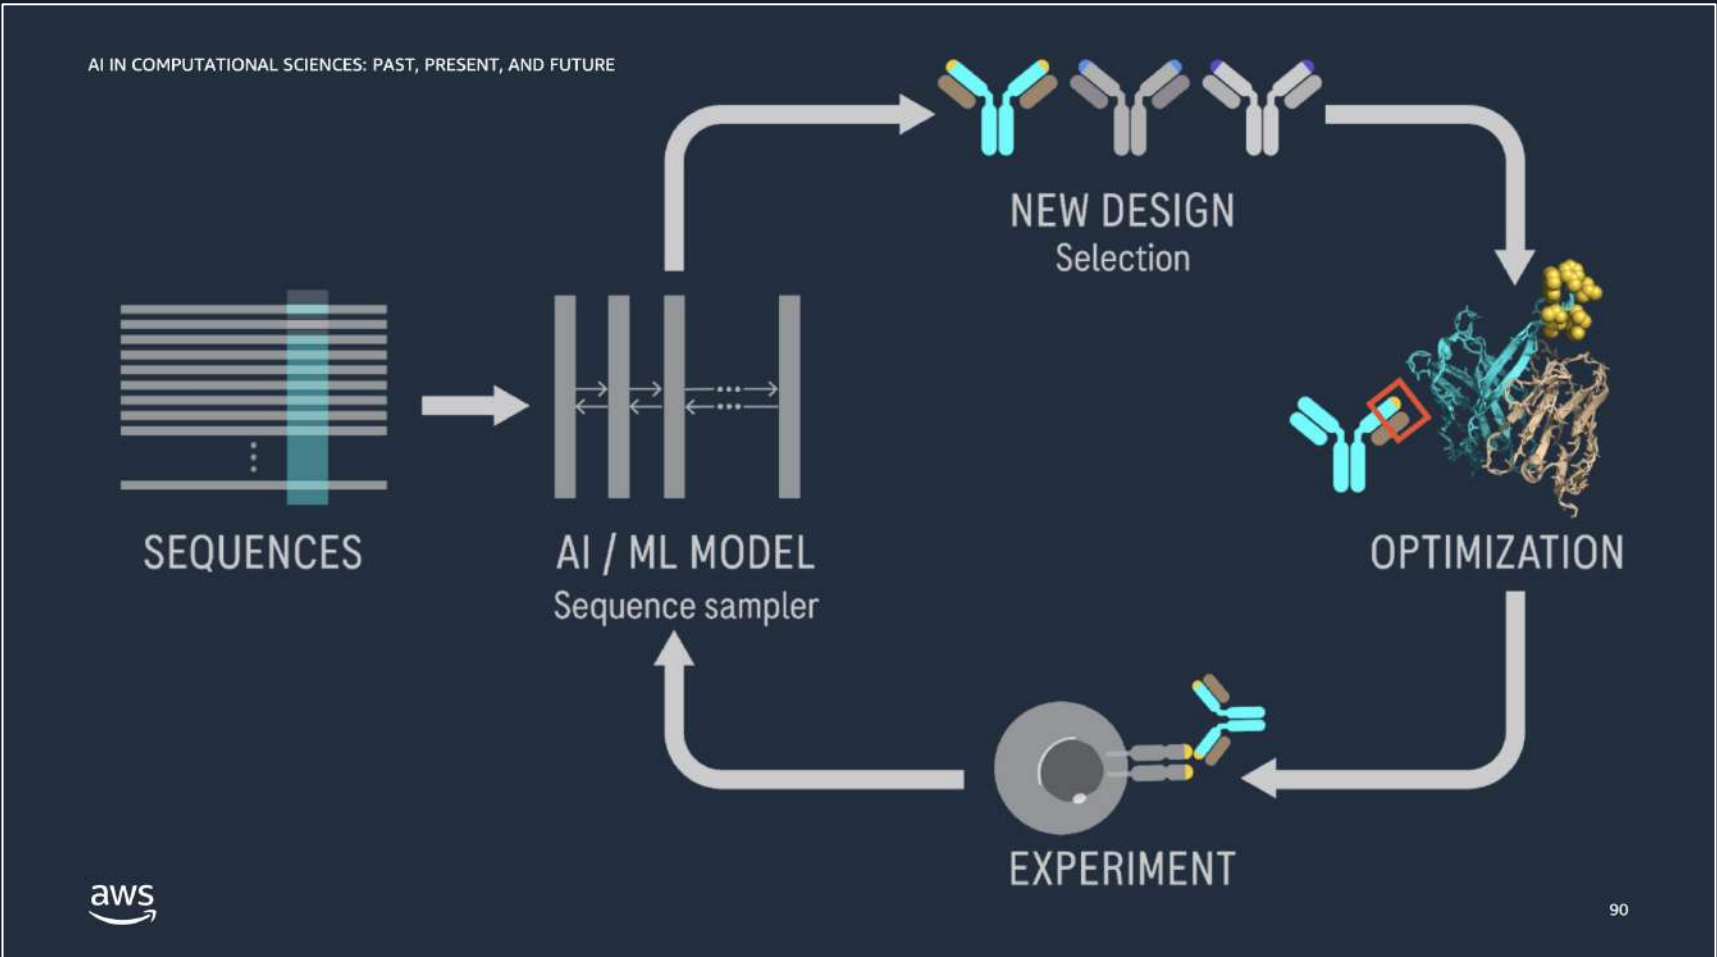 AI IN COMPUTATIONAL SCIENCES: PAST, PRESENT, AND FUTURE
NEW DESIGN
Selection
SEQUENCES
AI / ML MODEL
Sequence sampler
OPTIMIZATION
EXPERIMENT
aws
90